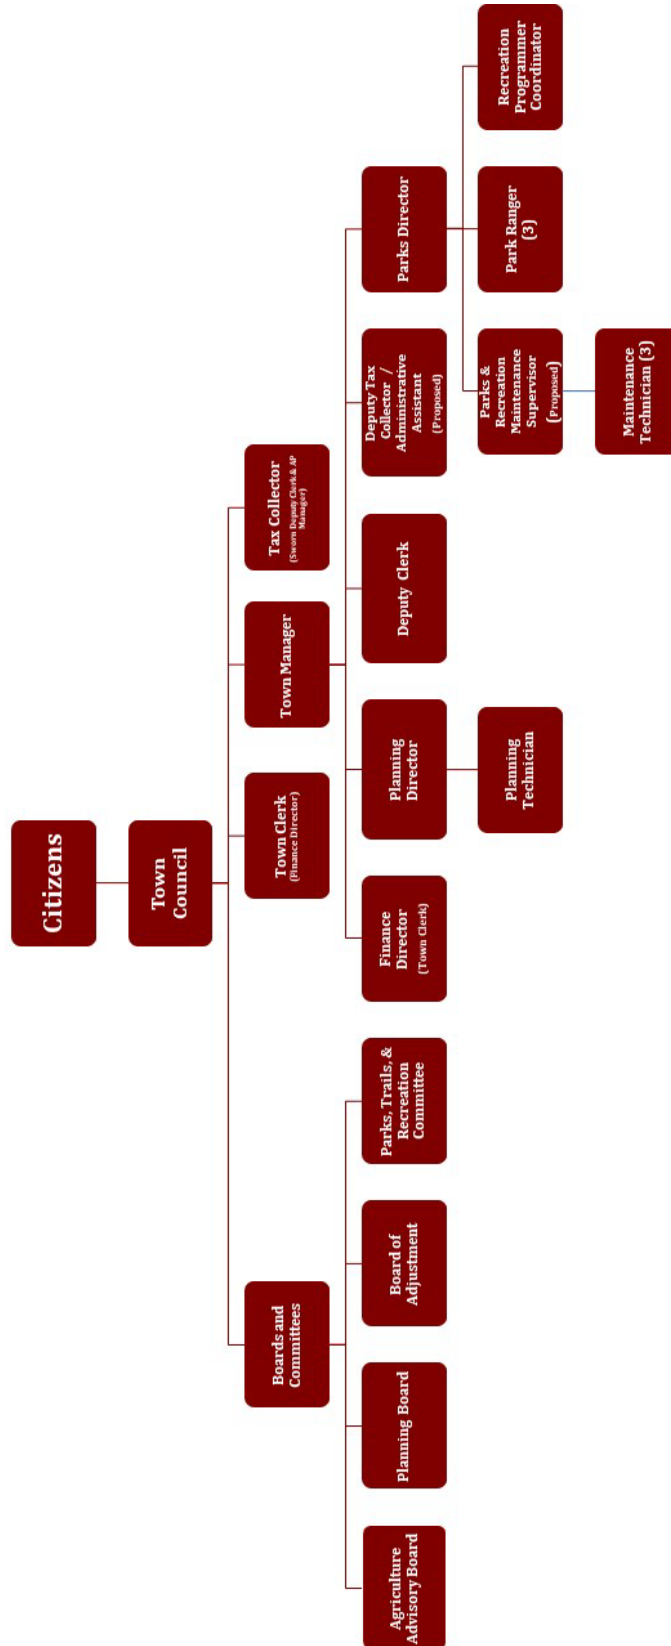 Citizens
Town
Council
Boards and
Committees
Town Clerk
(Finance Director)
Town Manager
Tax Collector
(Sworn Deputy Clerk & AP
Manager)
Agriculture
Advisory Board
Planning Board
Board of
Adjustment
Parks, Trails, &
Recreation
Committee
Finance
Director
(Town Clerk)
Planning
Director
Deputy Clerk
Deputy Tax
Collector /
Administrative
Assistant
(Proposed)
Parks Director
Planning
Technician
Parks &
Recreation
Maintenance
Supervisor
(Proposed)
Park Ranger
(3)
Recreation
Programmer
Coordinator
Maintenance
Technician (3)